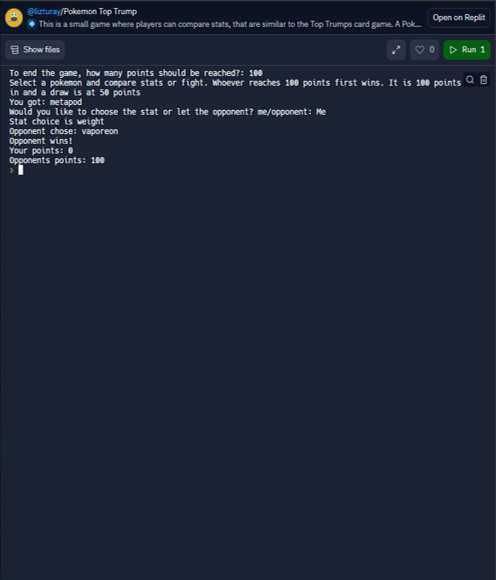 @lizturay/Pokemon Top Trump
This is a small game where players can compare stats, that are similar to the Top Trumps card game. A Pok...
Open on Replit
Show files
0
Run 1
To end the game, how many points should be reached?: 100
Select a pokemon and compare stats or fight. Whoever reaches 100 points first wins. It is 100 points
in and a draw is at 50 points
You got: metapod
Would you like to choose the stat or let the opponent? me/opponent: Me
Stat choice is weight
Opponent chose: vaporeon
Opponent wins!
Your points: 0
Opponents points: 100
>